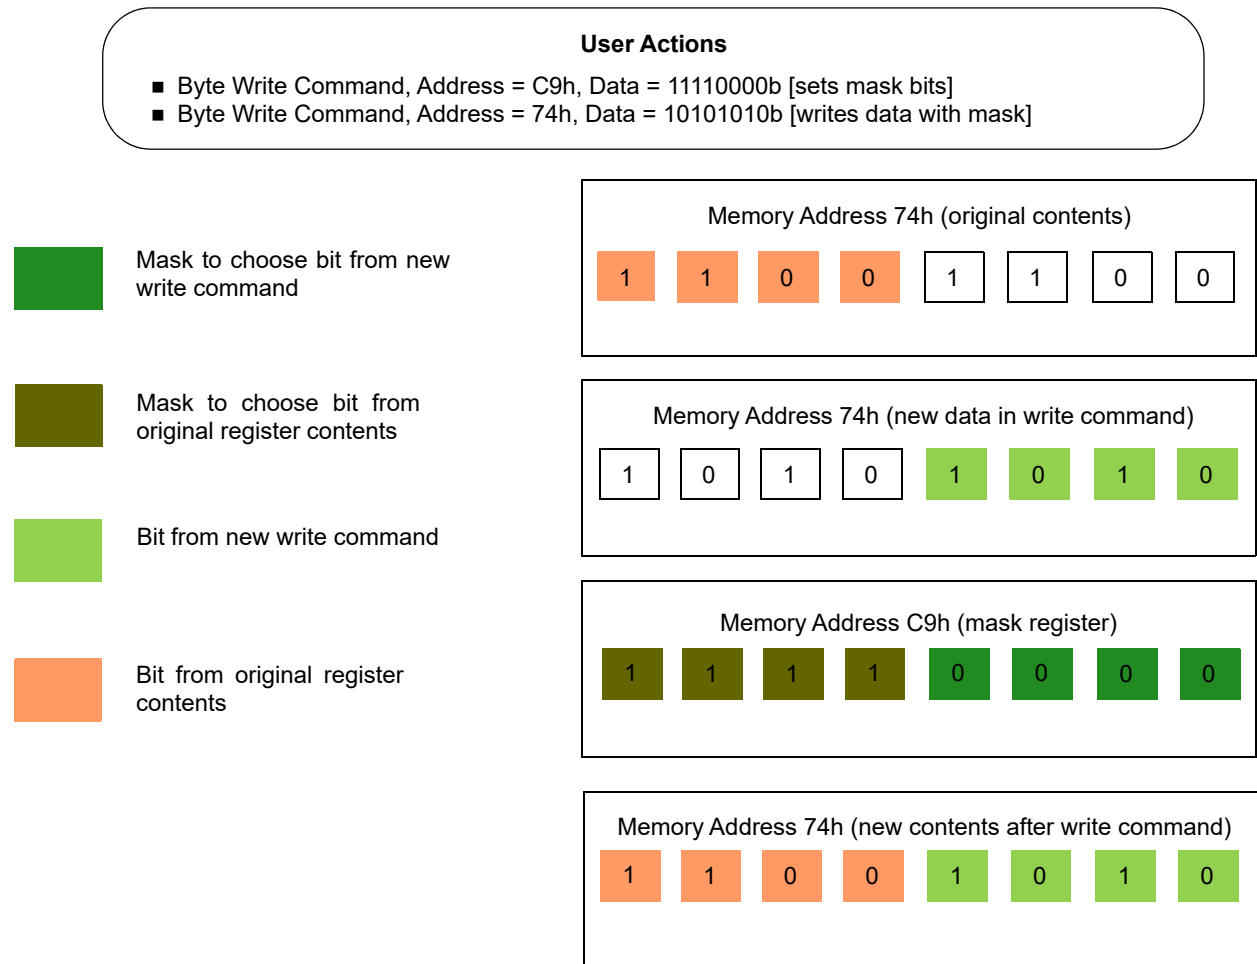 User Actions
■ Byte Write Command, Address = C9h, Data = 11110000b [sets mask bits]
■ Byte Write Command, Address = 74h, Data = 10101010b [writes data with mask]
Mask to choose bit from new
write command
Mask to choose bit from
original register contents
Bit from new write command
Bit from original register
contents
Memory Address 74h (original contents)
1 1 0 0 1 1 0 0
Memory Address 74h (new data in write command)
1 0 1 0 1 0 1 0
Memory Address C9h (mask register)
1 1 1 1 0 0 0 0
Memory Address 74h (new contents after write command)
1 1 0 0 1 0 1 0